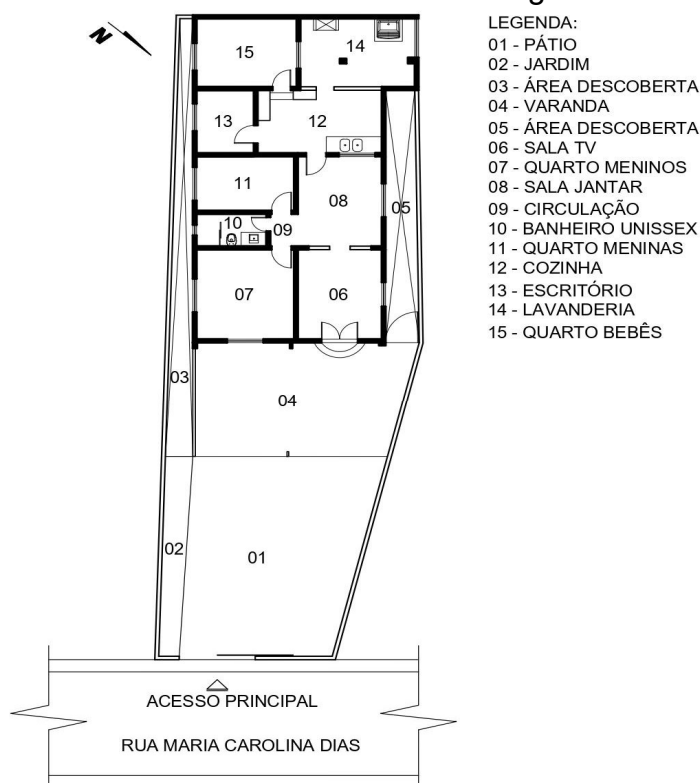 LEGENDA:
01 - PÁTIO
02 - JARDIM
03 - ÁREA DESCOBERTA
04 - VARANDA
05 - ÁREA DESCOBERTA
06 - SALA TV
07 - QUARTO MENINOS
08 - SALA JANTAR
09 - CIRCULAÇÃO
10 - BANHEIRO UNISSEX
11 - QUARTO MENINAS
12 - COZINHA
13 - ESCRITÓRIO
14 - LAVANDERIA
15 - QUARTO BEBÊS
N
15
14
13
12
11
08
05
10
09
07
06
03
04
02
01
ACESSO PRINCIPAL
RUA MARIA CAROLINA DIAS